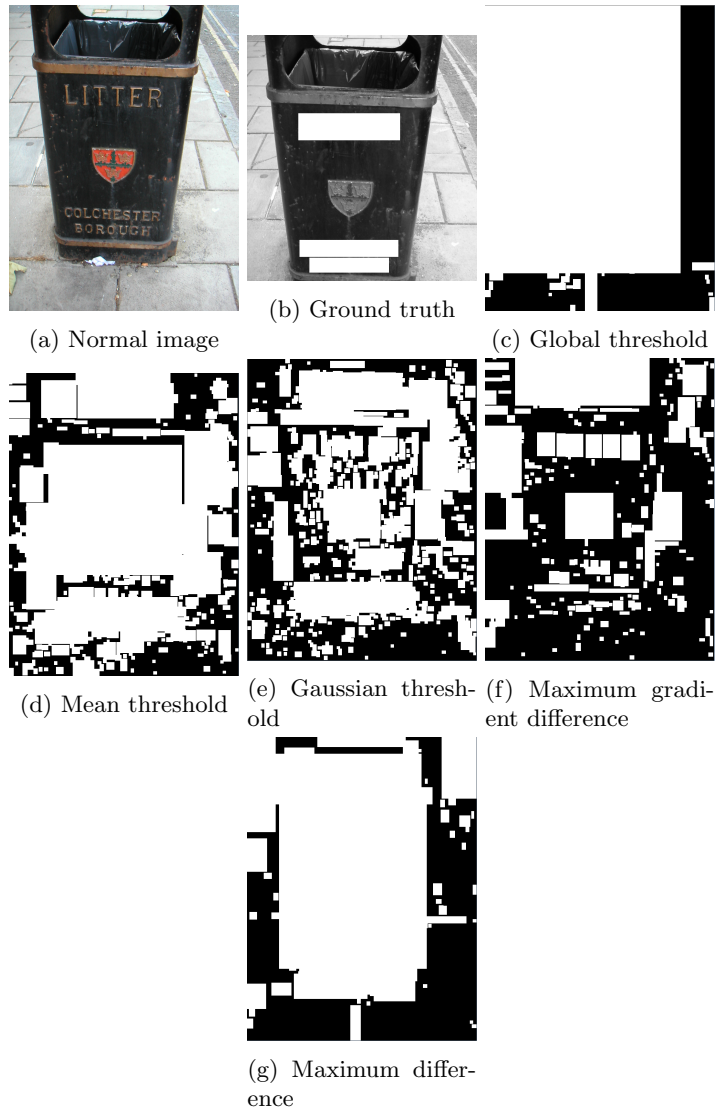 LITTER
COLCHESTER
BOROUGH
(a) Normal image
(b) Ground truth
(c) Global threshold
(d) Mean threshold
(e) Gaussian thresh-
old
(f) Maximum gradi-
ent difference
(g) Maximum differ-
ence